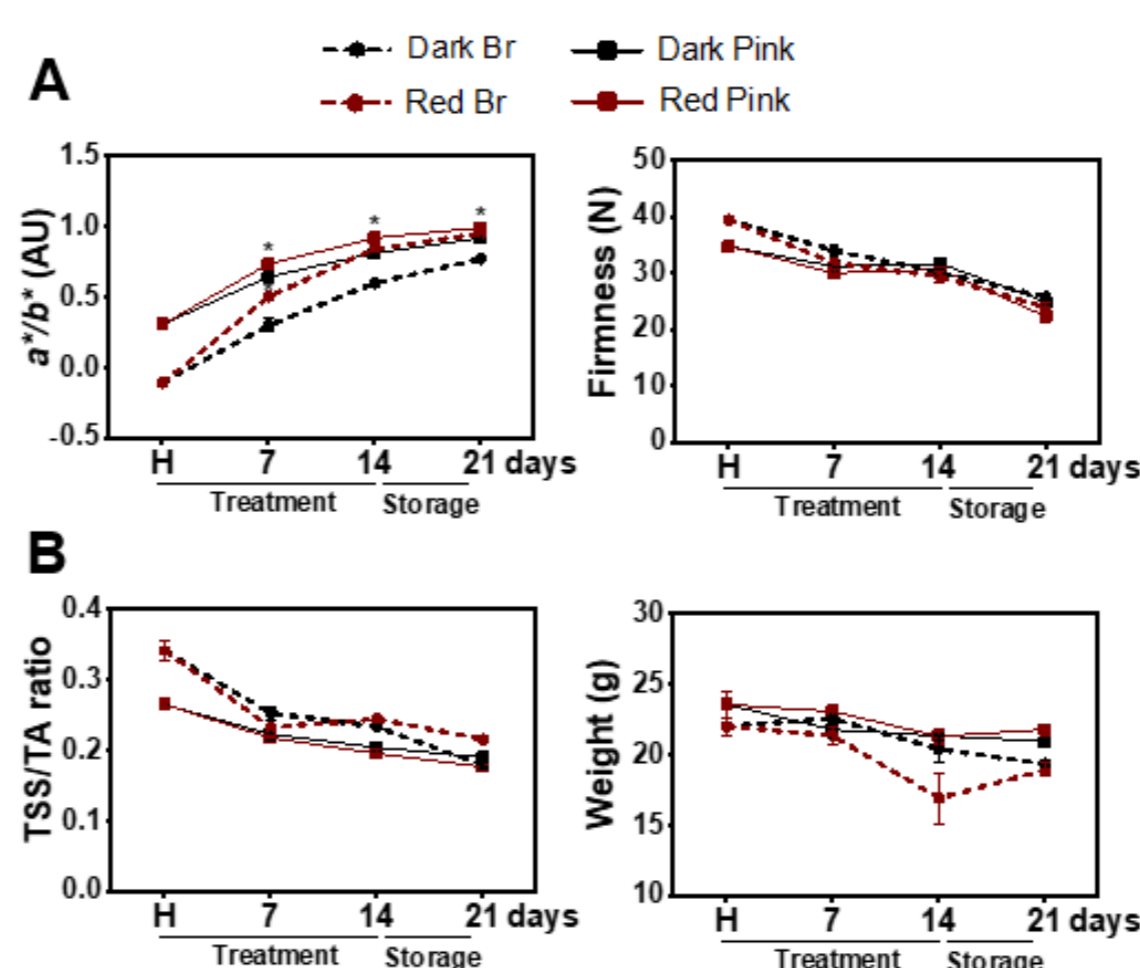 Dark Br
Dark Pink
Red Br
Red Pink
A
a*/b* (AU)
1.5
1.0
0.5
0.0
-0.5
*
*
*
*
H 7 14 21 days
Treatment Storage
Firmness (N)
50
40
30
20
10
0
H 7 14 21 days
Treatment Storage
B
TSS/TA ratio
0.4
0.3
0.2
0.1
0.0
H 7 14 21 days
Treatment Storage
Weight (g)
30
25
20
15
10
H 7 14 21 days
Treatment Storage